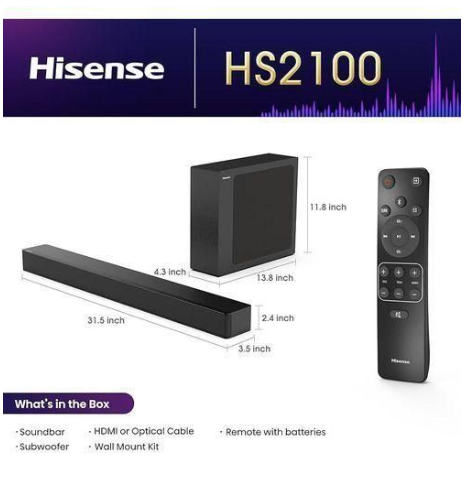 Hisense
HS2100
11.8 inch
4.3 inch
13.8 inch
31.5 inch
2.4 inch
3.5 inch
Hisense
What's in the Box
· Soundbar · HDMI or Optical Cable · Remote with batteries
· Subwoofer · Wall Mount Kit